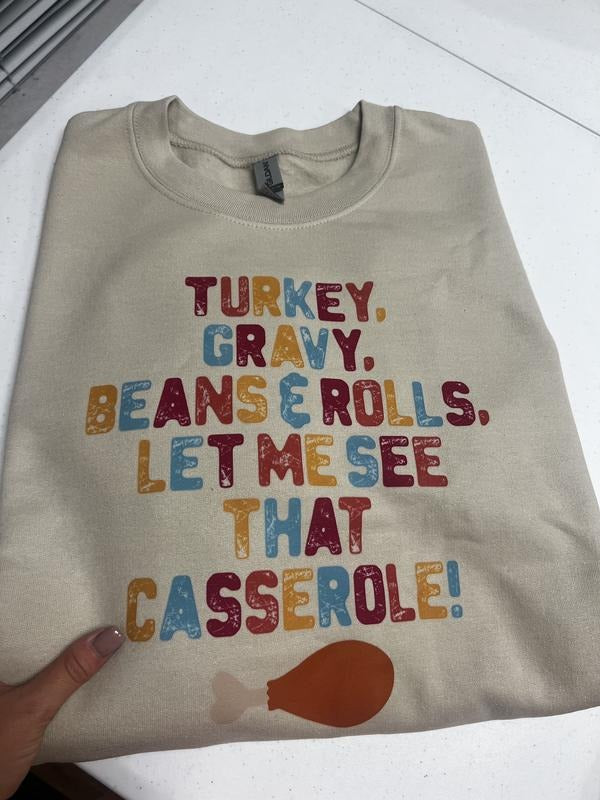 TURKEY,
GRAVY,
BEANS & ROLLS,
LET ME SEE
THAT
CASSEROLE!